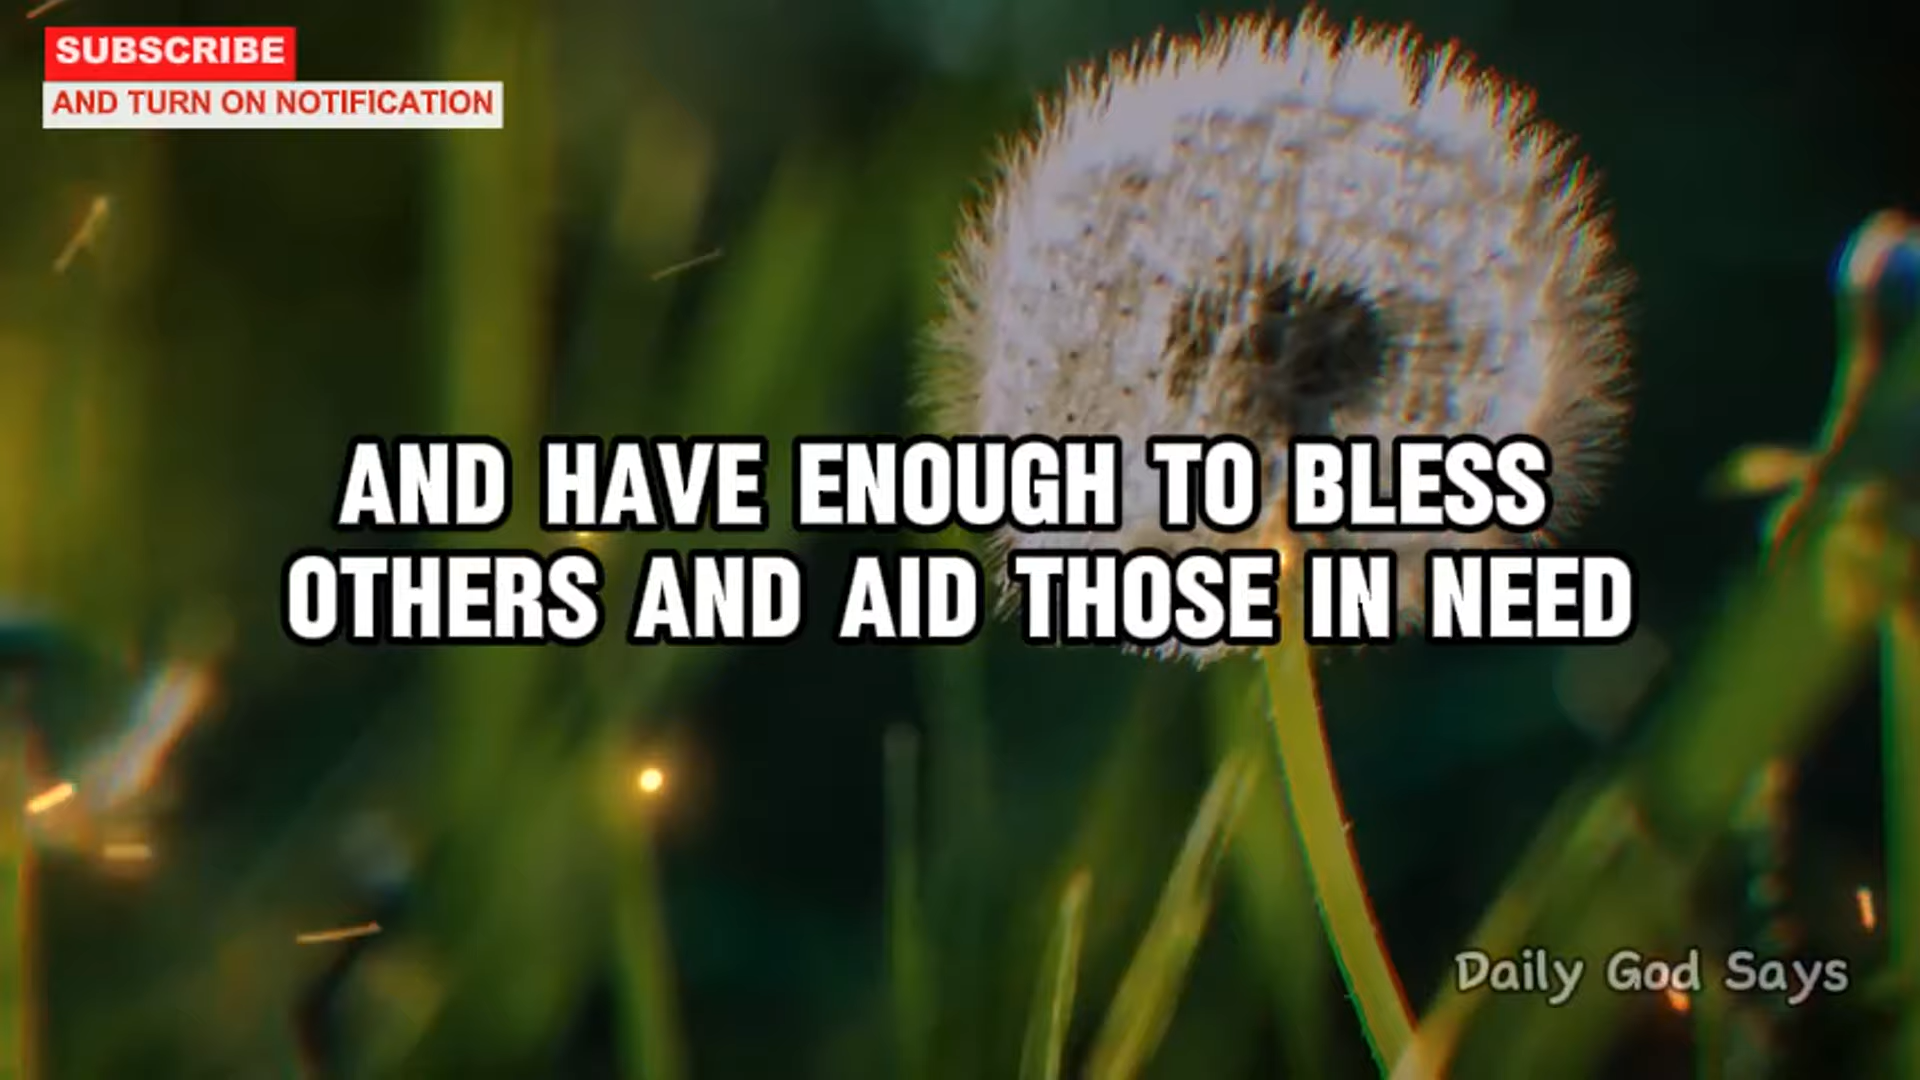 SUBSCRIBE
AND TURN ON NOTIFICATION
AND HAVE ENOUGH TO BLESS
OTHERS AND AID THOSE IN NEED
Daily God Says